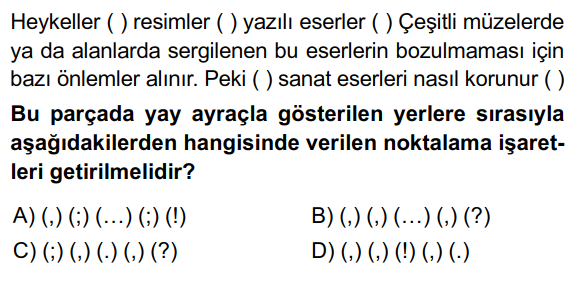 Heykeller ( ) resimler ( ) yazılı eserler ( ) Çeşitli müzelerde
ya da alanlarda sergilenen bu eserlerin bozulmaması için
bazı önlemler alınır. Peki ( ) sanat eserleri nasıl korunur ( )
Bu parçada yay ayraçla gösterilen yerlere sırasıyla
aşağıdakilerden hangisinde verilen noktalama işaret-
leri getirilmelidir?
A) (,) (;) (...) (;) (!)
B) (,) (,) (...) (,) (?)
C) (;) (,) (.) (,) (?)
D) (,) (,) (!) (,) (.)